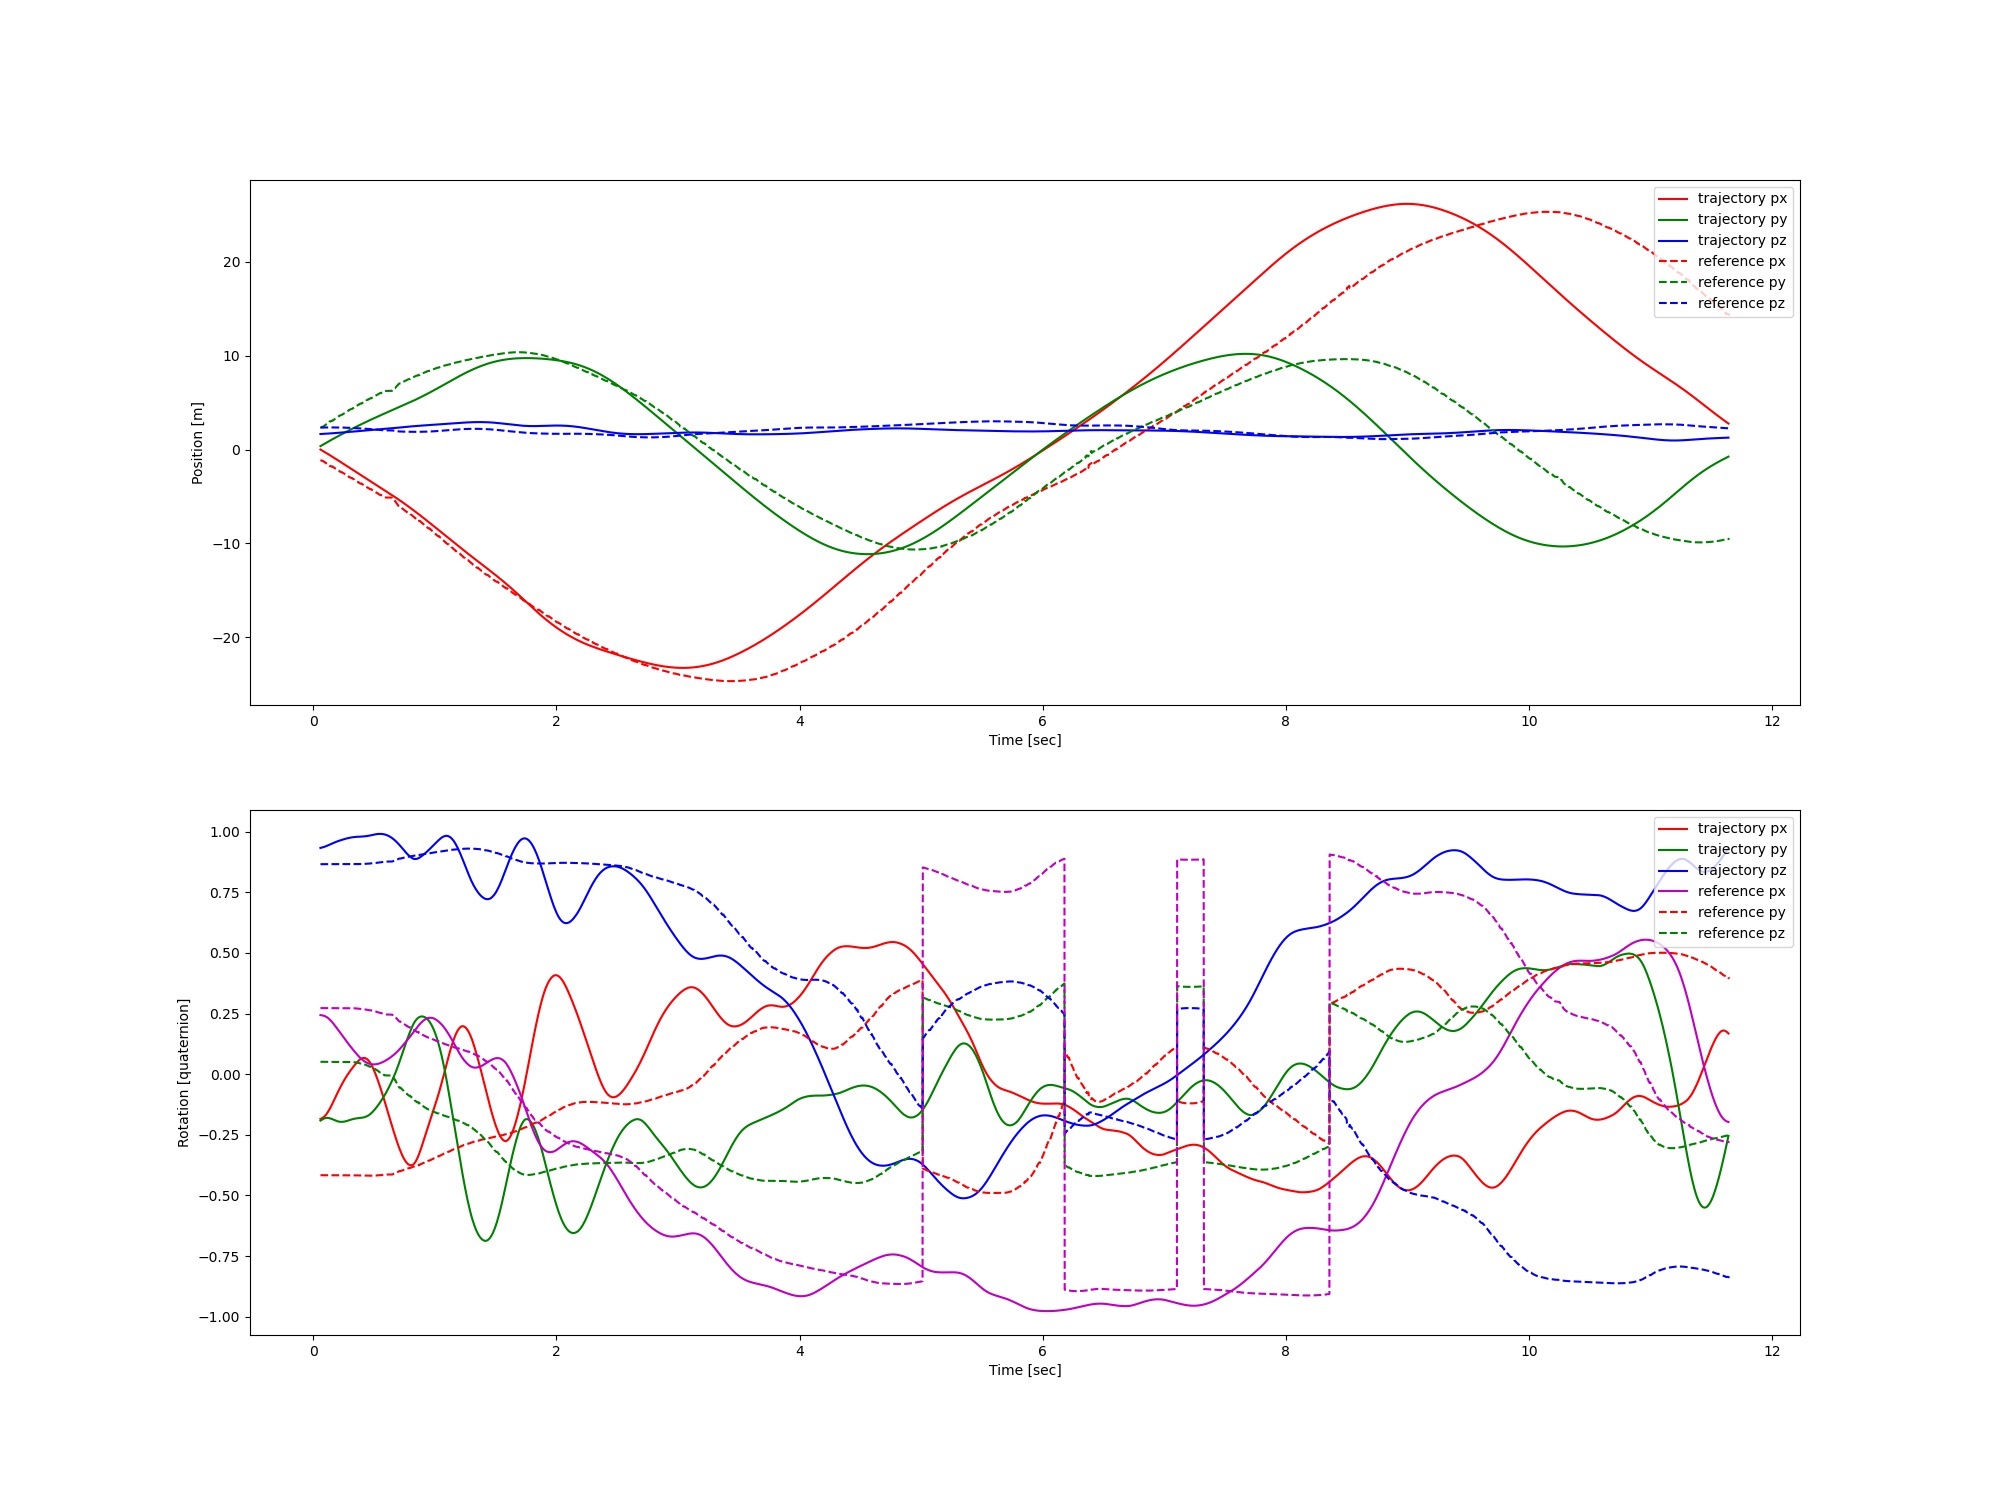 20
10
0
−10
−20
Position [m]
trajectory px
trajectory py
trajectory pz
reference px
reference py
reference pz
0 2 4 6 8 10 12
Time [sec]
1.00
0.75
0.50
0.25
0.00
−0.25
−0.50
−0.75
−1.00
Rotation [quaternion]
trajectory px
trajectory py
trajectory pz
reference px
reference py
reference pz
0 2 4 6 8 10 12
Time [sec]